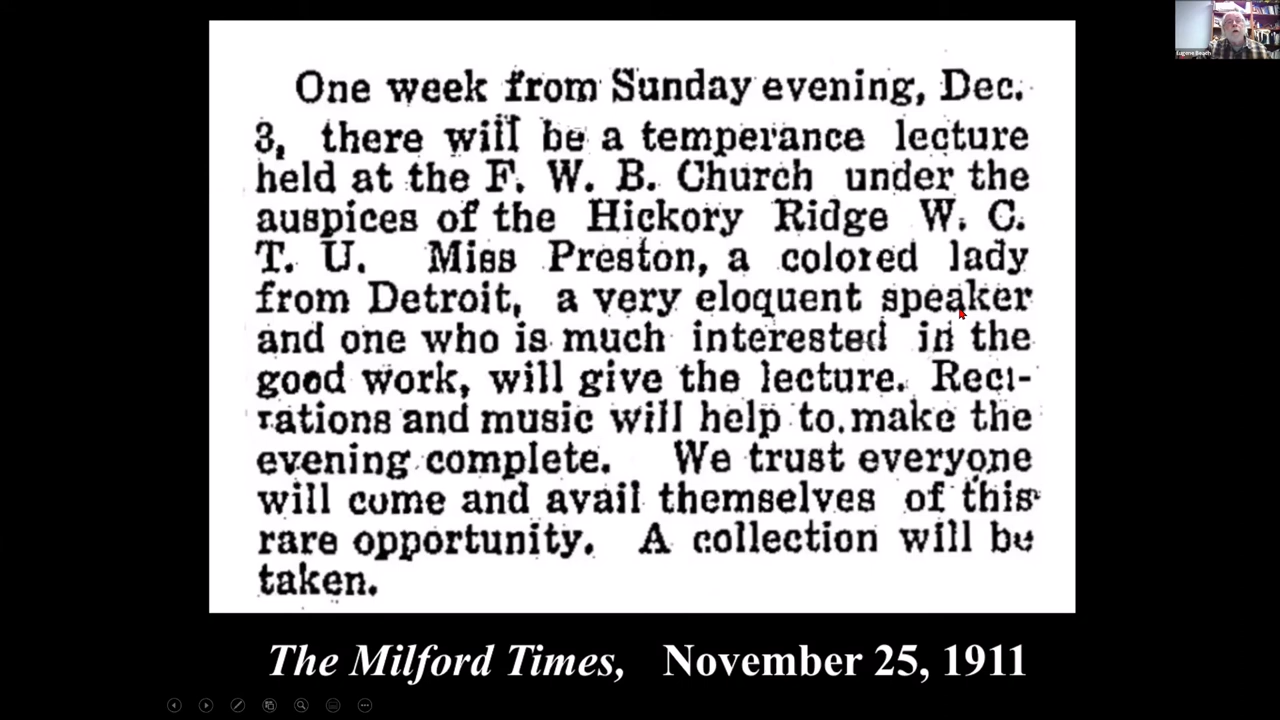 One week from Sunday evening, Dec.
3, there will be a temperance lecture
held at the F. W. B. Church under the
auspices of the Hickory Ridge W. C.
T. U. Miss Preston, a colored lady
from Detroit, a very eloquent speaker
and one who is much interested in the
good work, will give the lecture. Reci-
rations and music will help to make the
evening complete. We trust everyone
will come and avail themselves of this
rare opportunity. A collection will be
taken.
The Milford Times, November 25, 1911
Eugene Beach